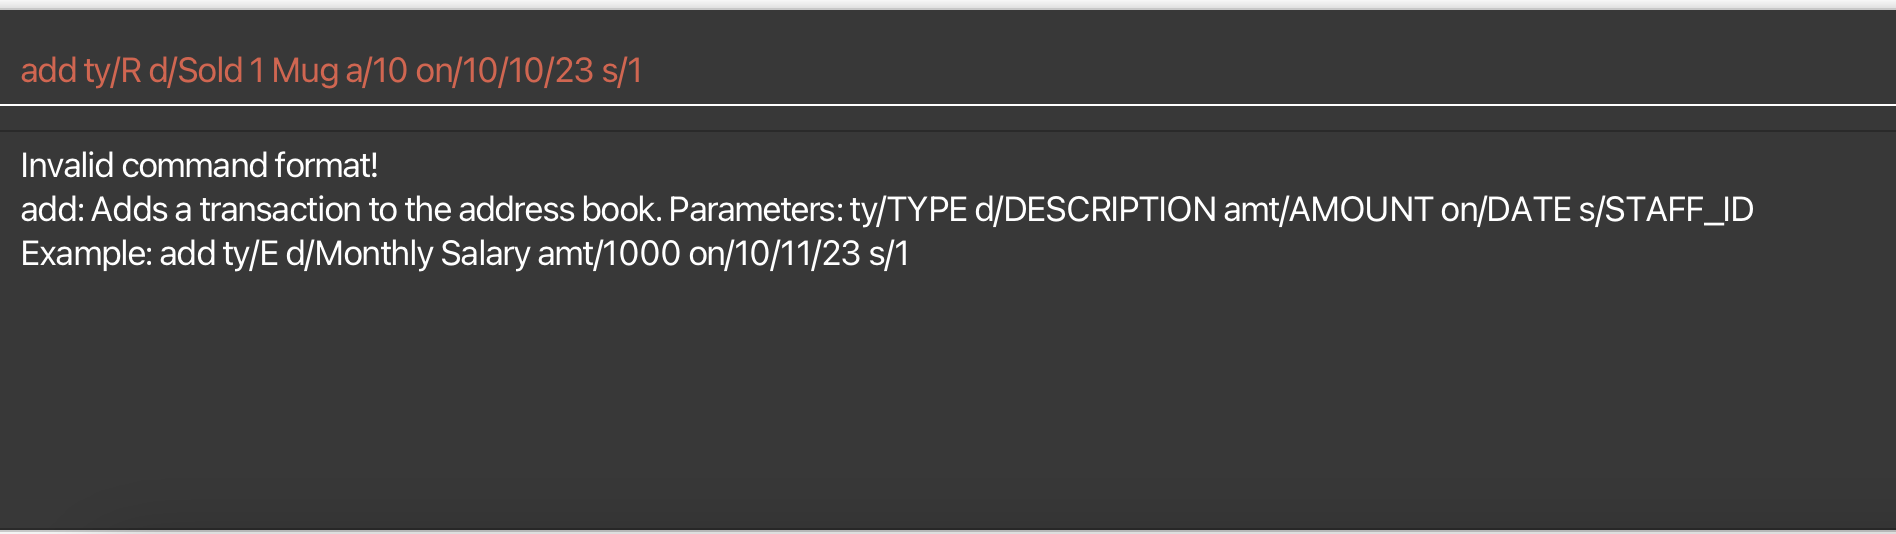 add ty/R d/Sold 1 Mug a/10 on/10/10/23 s/1
Invalid command format!
add: Adds a transaction to the address book. Parameters: ty/TYPE d/DESCRIPTION amt/AMOUNT on/DATE s/STAFF_ID
Example: add ty/E d/Monthly Salary amt/1000 on/10/11/23 s/1